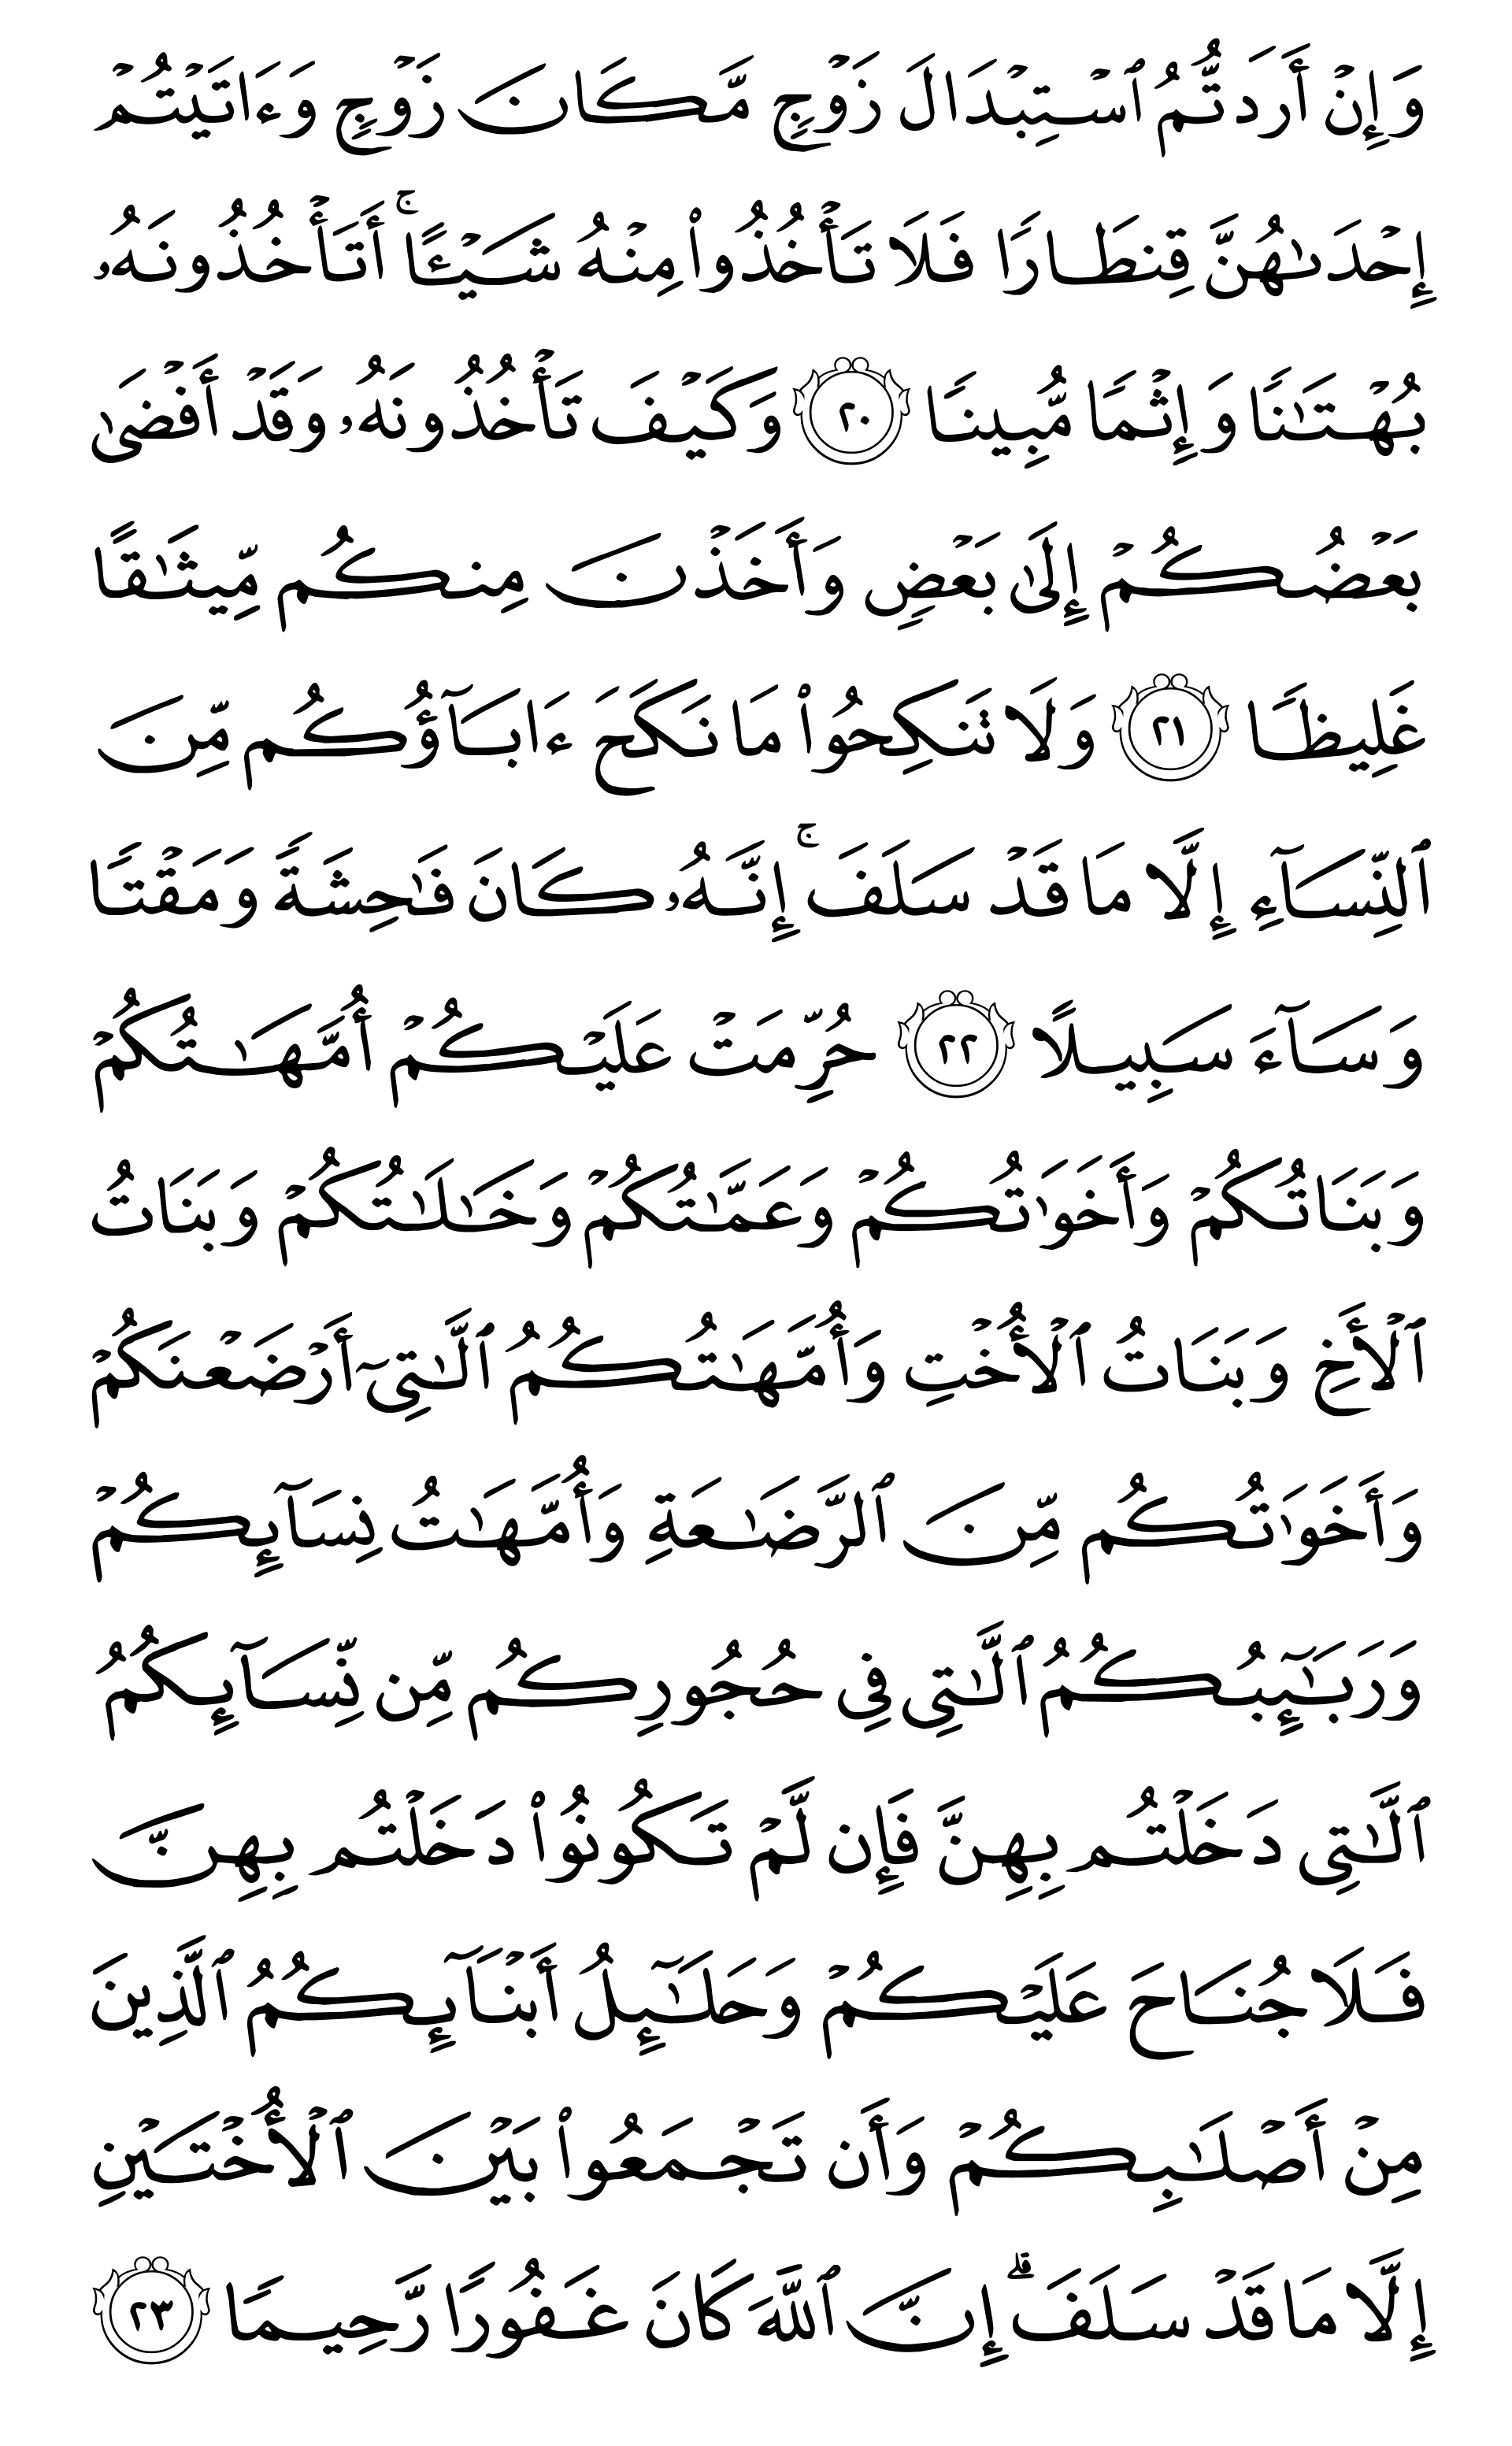 وَإِنْ أَرَدتُّمُ ٱسْتِبْدَالَ زَوْجٍ مَّكَانَ زَوْجٍ وَءَاتَيْتُمْ
إِحْدَىٰهُنَّ قِنطَارًا فَلَا تَأْخُذُوا۟ مِنْهُ شَيْـًٔا ۚ أَتَأْخُذُونَهُۥ
بُهْتَـٰنًا وَإِثْمًا مُّبِينًا ٢٠ وَكَيْفَ تَأْخُذُونَهُۥ وَقَدْ أَفْضَىٰ
بَعْضُكُمْ إِلَىٰ بَعْضٍ وَأَخَذْنَ مِنكُم مِّيثَـٰقًا
غَلِيظًا ٢١ وَلَا تَنكِحُوا۟ مَا نَكَحَ ءَابَآؤُكُم مِّنَ
ٱلنِّسَآءِ إِلَّا مَا قَدْ سَلَفَ ۚ إِنَّهُۥ كَانَ فَـٰحِشَةً وَمَقْتًا
وَسَآءَ سَبِيلًا ٢٢ حُرِّمَتْ عَلَيْكُمْ أُمَّهَـٰتُكُمْ
وَبَنَاتُكُمْ وَأَخَوَٰتُكُمْ وَعَمَّـٰتُكُمْ وَخَـٰلَـٰتُكُمْ وَبَنَاتُ
ٱلْأَخِ وَبَنَاتُ ٱلْأُخْتِ وَأُمَّهَـٰتُكُمُ ٱلَّـٰتِىٓ أَرْضَعْنَكُمْ
وَأَخَوَٰتُكُم مِّنَ ٱلرَّضَـٰعَةِ وَأُمَّهَـٰتُ نِسَآئِكُمْ
وَرَبَـٰٓئِبُكُمُ ٱلَّـٰتِى فِى حُجُورِكُم مِّن نِّسَآئِكُمُ
ٱلَّـٰتِى دَخَلْتُم بِهِنَّ فَإِن لَّمْ تَكُونُوا۟ دَخَلْتُم بِهِنَّ
فَلَا جُنَاحَ عَلَيْكُمْ وَحَلَـٰٓئِلُ أَبْنَآئِكُمُ ٱلَّذِينَ
مِنْ أَصْلَـٰبِكُمْ وَأَن تَجْمَعُوا۟ بَيْنَ ٱلْأُخْتَيْنِ
إِلَّا مَا قَدْ سَلَفَ ۗ إِنَّ ٱللَّهَ كَانَ غَفُورًا رَّحِيمًا ٢٣